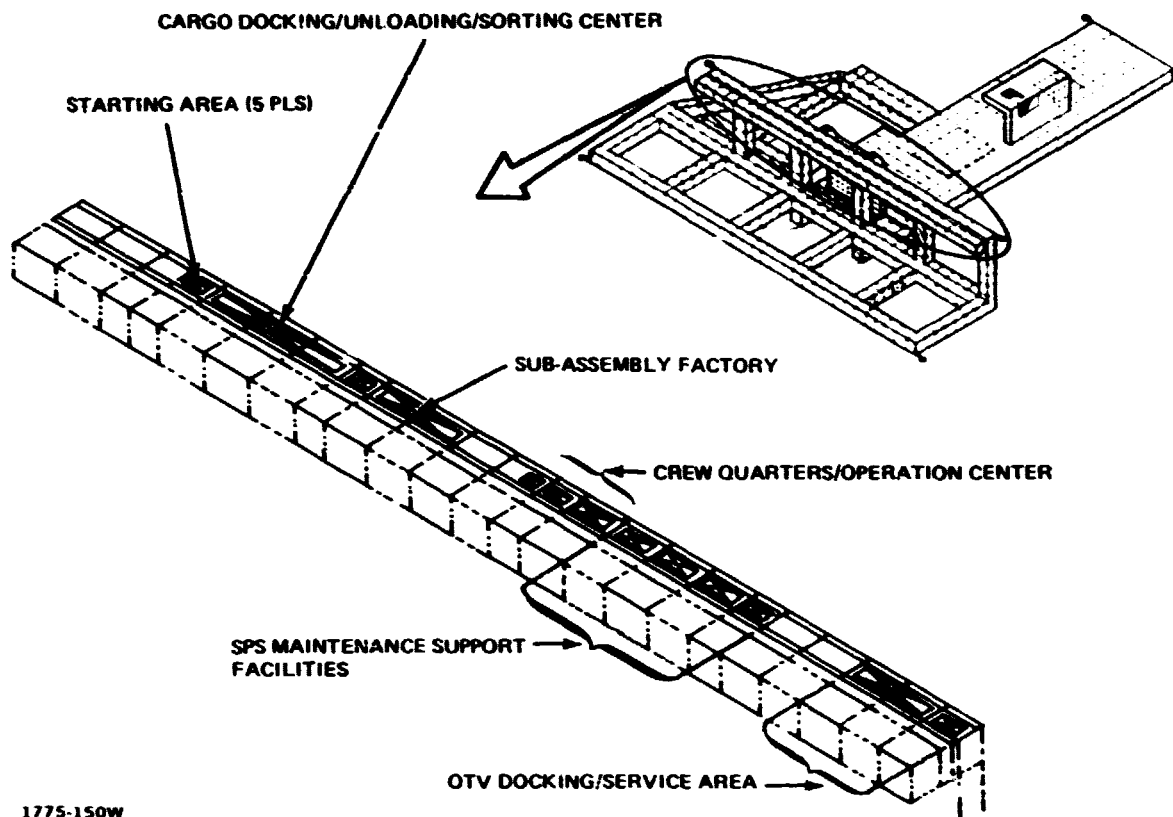 CARGO DOCKING/UNLOADING/SORTING CENTER
STARTING AREA (5 PLS)
SUB-ASSEMBLY FACTORY
CREW QUARTERS/OPERATION CENTER
SPS MAINTENANCE SUPPORT
FACILITIES
OTV DOCKING/SERVICE AREA
1775-150W